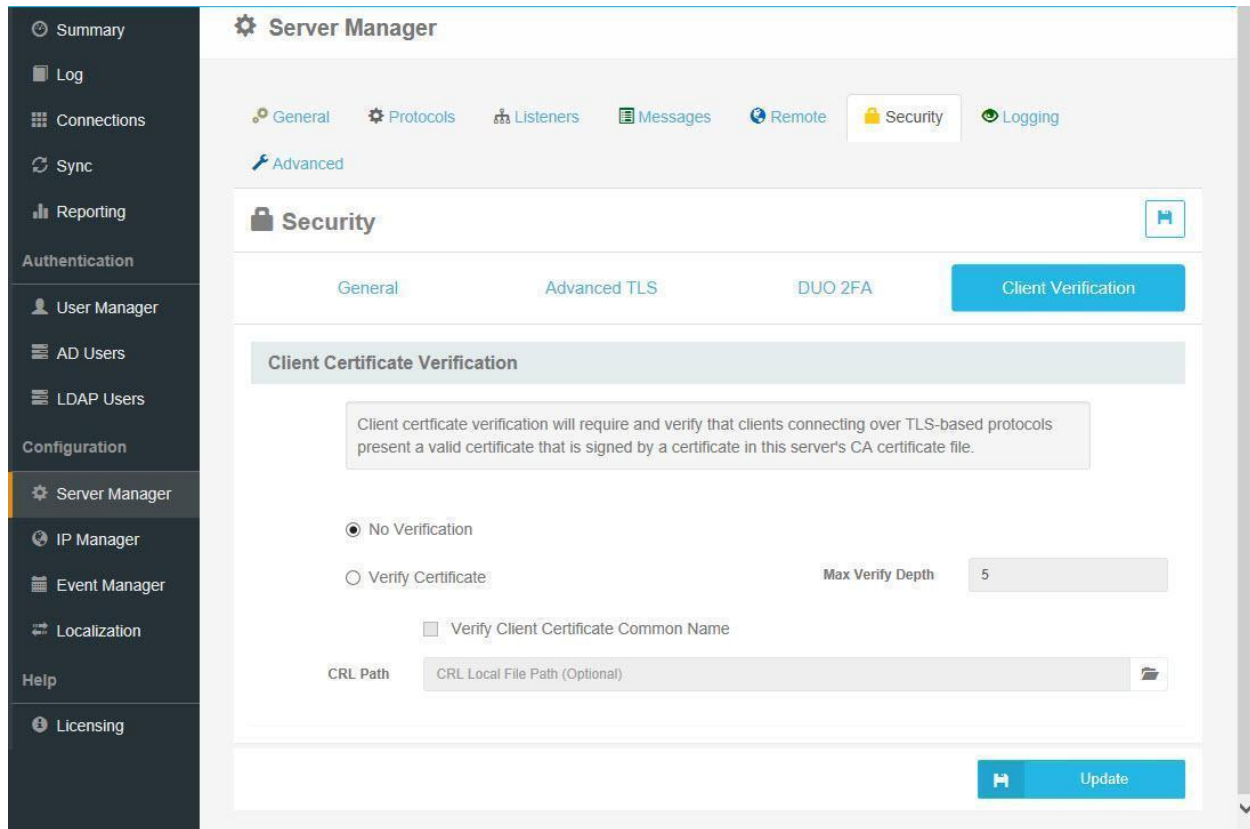 Summary
Log
Connections
Sync
Reporting
Authentication
User Manager
AD Users
LDAP Users
Configuration
Server Manager
IP Manager
Event Manager
Localization
Help
Licensing
Server Manager
General Protocols Listeners Messages Remote Security Logging
Advanced
Security
General Advanced TLS DUO 2FA Client Verification
Client Certificate Verification
Client certficate verification will require and verify that clients connecting over TLS-based protocols
present a valid certificate that is signed by a certificate in this server's CA certificate file.
No Verification
Verify Certificate Max Verify Depth 5
Verify Client Certificate Common Name
CRL Path CRL Local File Path (Optional)
Update